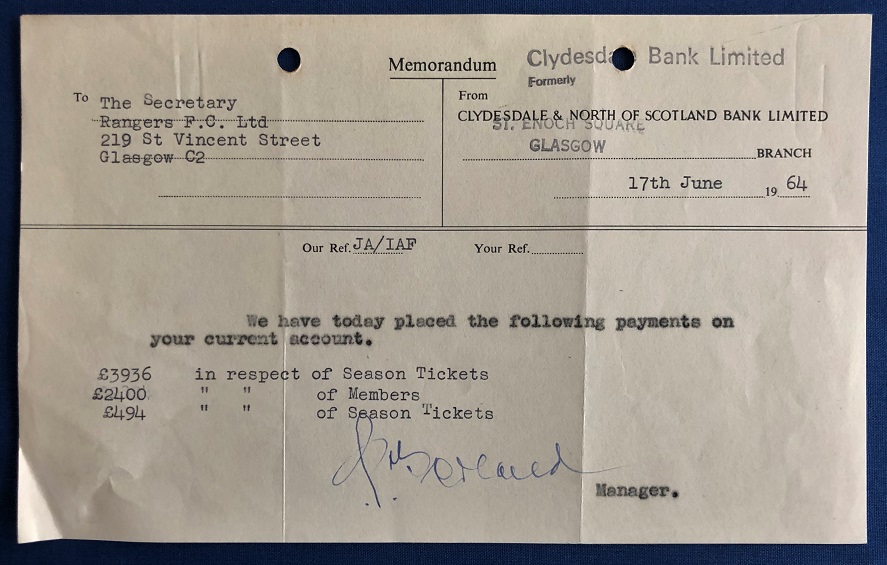 Memorandum
Clydesdale Bank Limited
Formerly
To The Secretary
Rangers F.C. Ltd
219 St Vincent Street
Glasgow C2
From
CLYDESDALE & NORTH OF SCOTLAND BANK LIMITED
ST. ENOCH SQUARE
GLASGOW
BRANCH
17th June 19 64
Our Ref. JA/IAF Your Ref.
We have today placed the following payments on
your current account.
£3936 in respect of Season Tickets
£2400 " " of Members
£494 " " of Season Tickets
Manager.